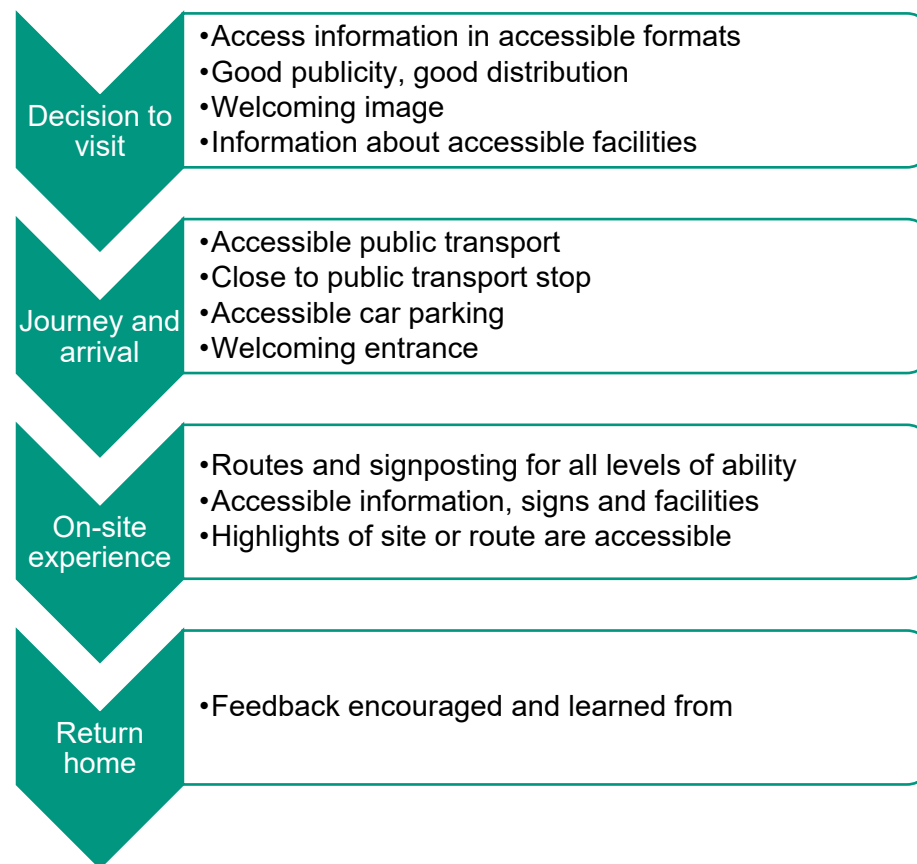 Decision to
visit
•Access information in accessible formats
•Good publicity, good distribution
•Welcoming image
•Information about accessible facilities
Journey and
arrival
•Accessible public transport
•Close to public transport stop
•Accessible car parking
•Welcoming entrance
On-site
experience
•Routes and signposting for all levels of ability
•Accessible information, signs and facilities
•Highlights of site or route are accessible
Return
home
•Feedback encouraged and learned from